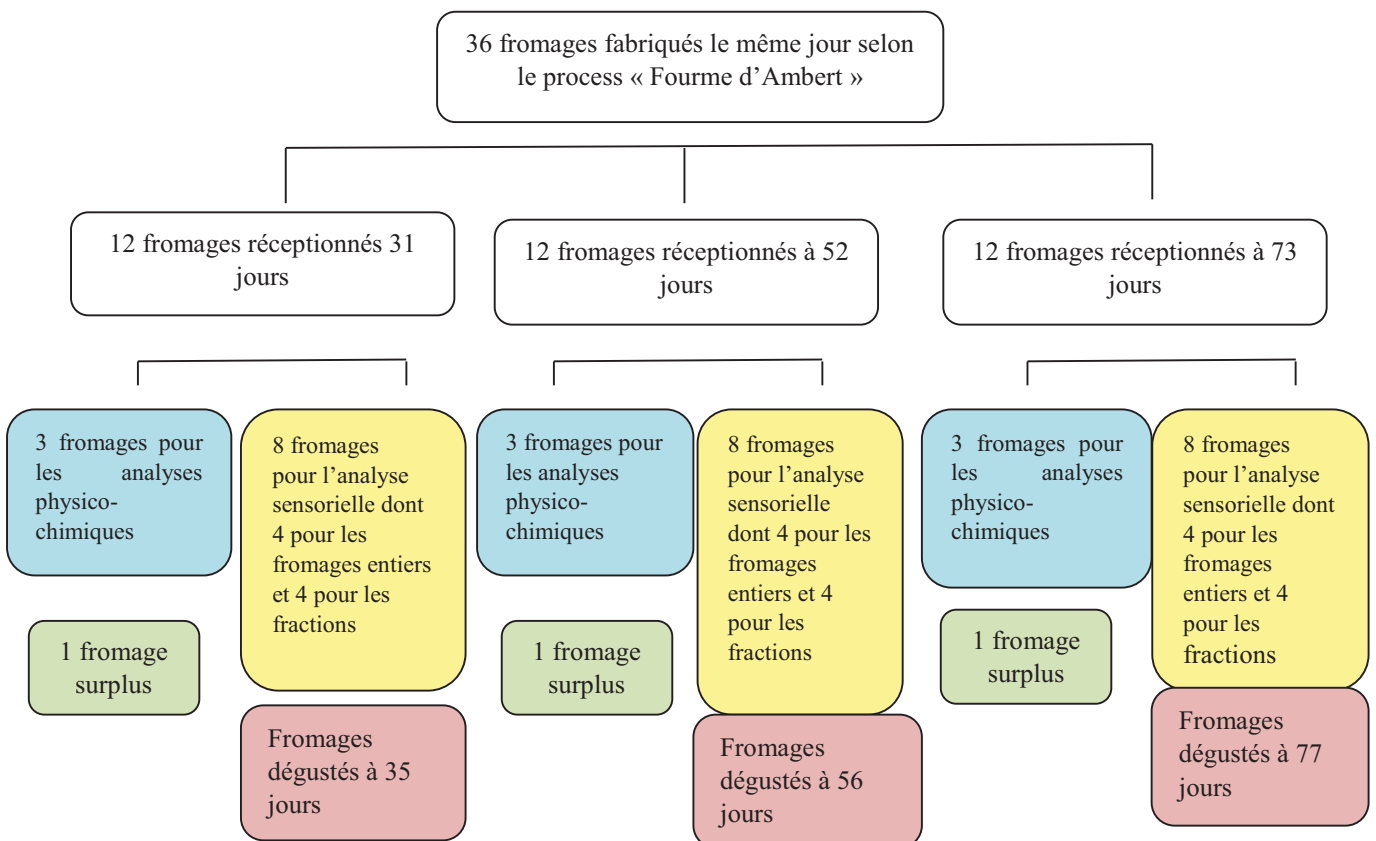 36 fromages fabriqués le même jour selon
le process « Fourme d'Ambert »
12 fromages réceptionnés 31
jours
12 fromages réceptionnés à 52
jours
12 fromages réceptionnés à 73
jours
3 fromages pour
les analyses
physico-
chimiques
8 fromages
pour l'analyse
sensorielle dont
4 pour les
fromages entiers
et 4 pour les
fractions
3 fromages pour
les analyses
physico-
chimiques
8 fromages
pour l'analyse
sensorielle
dont 4 pour les
fromages
entiers et 4
pour les
fractions
3 fromages pour
les analyses
physico-
chimiques
8 fromages
pour l'analyse
sensorielle dont
4 pour les
fromages
entiers et 4
pour les
fractions
1 fromage
surplus
1 fromage
surplus
1 fromage
surplus
Fromages
dégustés à 35
jours
Fromages
dégustés à 56
jours
Fromages
dégustés à 77
jours